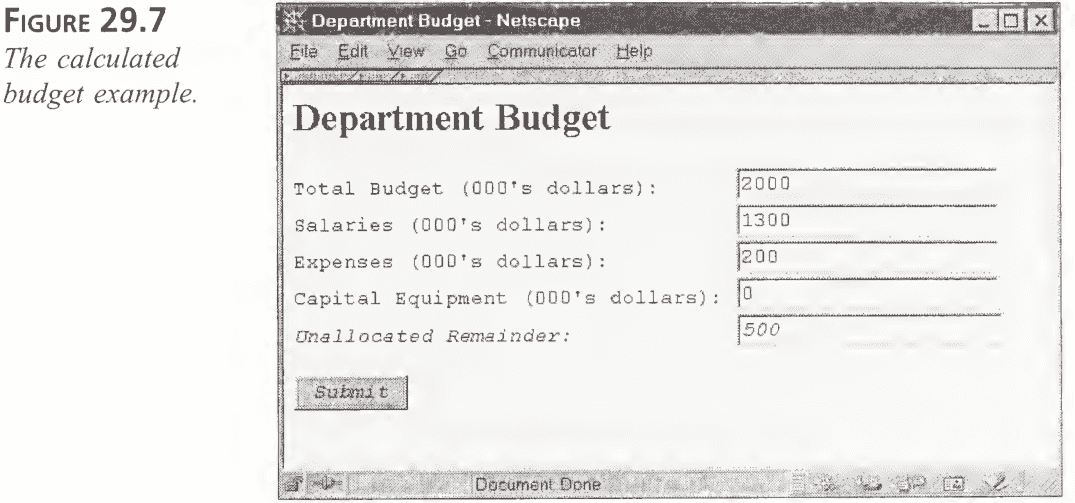 FIGURE 29.7
The calculated
budget example.
Department Budget - Netscape
File Edit View Go Communicator Help
Department Budget
Total Budget (000's dollars): 2000
Salaries (000's dollars): 1300
Expenses (000's dollars): 200
Capital Equipment (000's dollars): 0
Unallocated Remainder: 500
Submit
Document Done